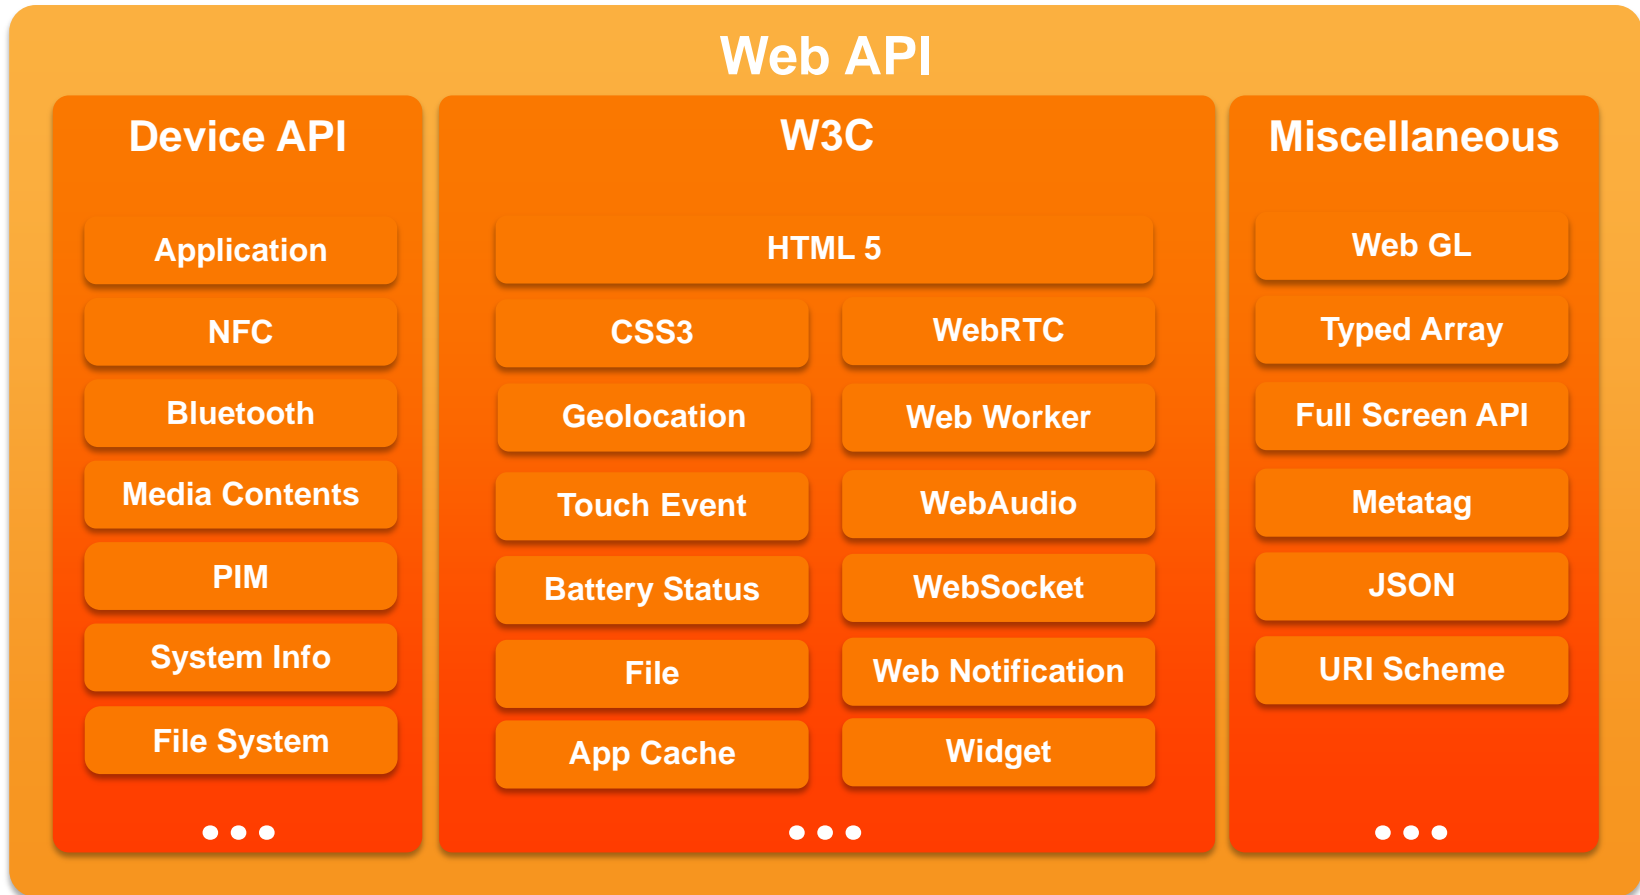 Web API
Device API
Application
NFC
Bluetooth
Media Contents
PIM
System Info
File System
W3C
HTML 5
CSS3
WebRTC
Geolocation
Web Worker
Touch Event
WebAudio
Battery Status
WebSocket
File
Web Notification
App Cache
Widget
Miscellaneous
Web GL
Typed Array
Full Screen API
Metatag
JSON
URI Scheme